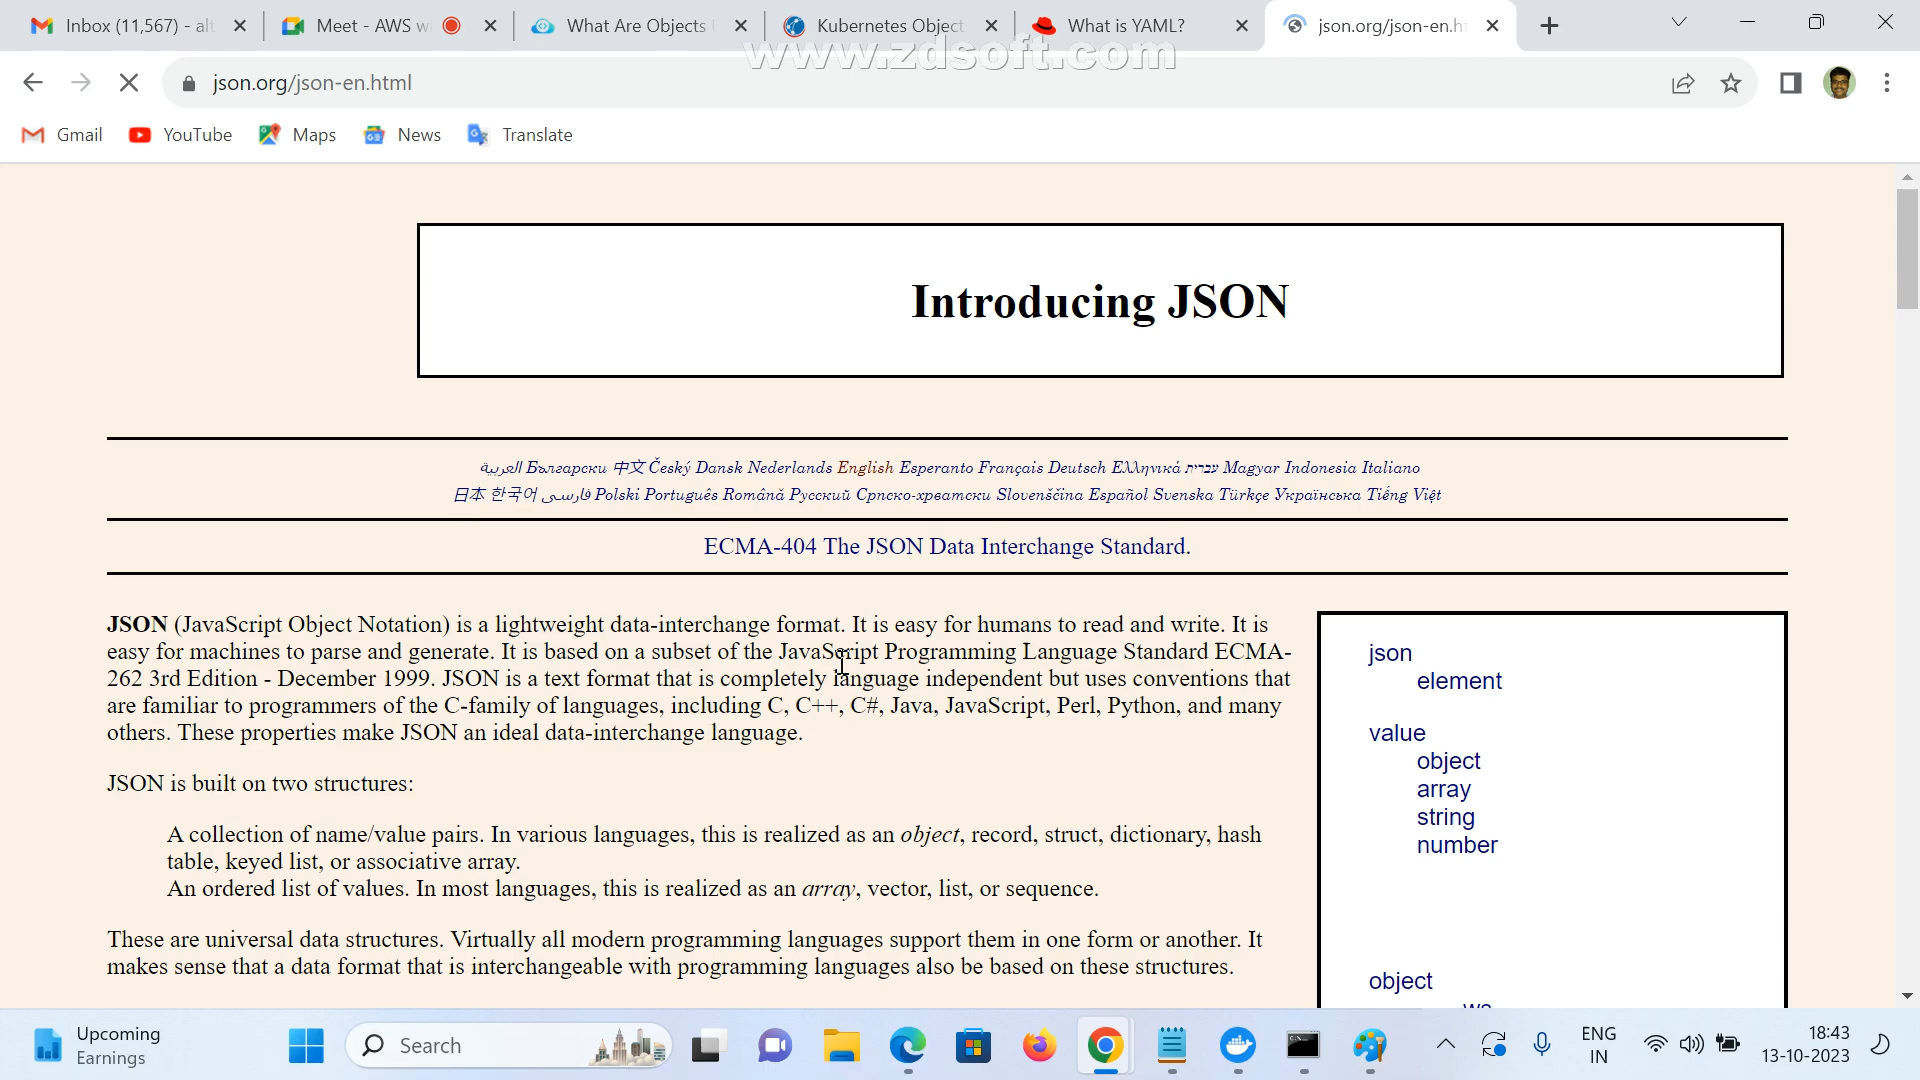 Inbox (11,567) - alt
Meet - AWS wi
What Are Objects
Kubernetes Object
What is YAML?
json.org/json-en.ht
www.zdsoft.com
json.org/json-en.html
Gmail
YouTube
Maps
News
Translate
Introducing JSON
العربية Български 中文 Český Dansk Nederlands English Esperanto Français Deutsch Ελληνικά עברית Magyar Indonesia Italiano
日本 한국어 فارسی Polski Português Română Русский Српско-хрватски Slovenščina Español Svenska Türkçe Українська Tiếng Việt
ECMA-404 The JSON Data Interchange Standard.
JSON (JavaScript Object Notation) is a lightweight data-interchange format. It is easy for humans to read and write. It is
easy for machines to parse and generate. It is based on a subset of the JavaScript Programming Language Standard ECMA-
262 3rd Edition - December 1999. JSON is a text format that is completely language independent but uses conventions that
are familiar to programmers of the C-family of languages, including C, C++, C#, Java, JavaScript, Perl, Python, and many
others. These properties make JSON an ideal data-interchange language.
JSON is built on two structures:
A collection of name/value pairs. In various languages, this is realized as an object, record, struct, dictionary, hash
table, keyed list, or associative array.
An ordered list of values. In most languages, this is realized as an array, vector, list, or sequence.
These are universal data structures. Virtually all modern programming languages support them in one form or another. It
makes sense that a data format that is interchangeable with programming languages also be based on these structures.
json
element
value
object
array
string
number
object
ws
Upcoming
Earnings
Search
ENG
IN
18:43
13-10-2023